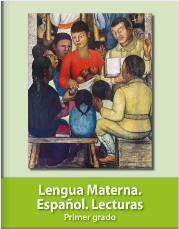 Lengua Materna.
Español. Lecturas
Primer grado